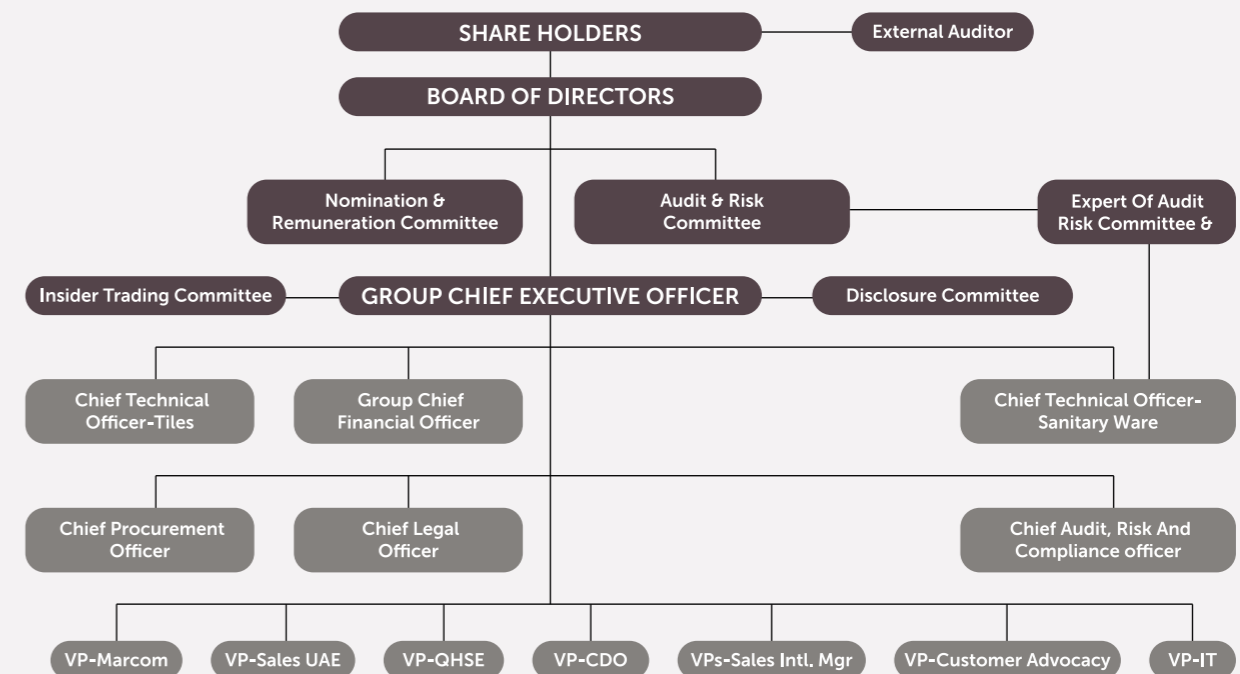 SHARE HOLDERS
External Auditor
BOARD OF DIRECTORS
Nomination &
Remuneration Committee
Audit & Risk
Committee
Expert Of Audit
Risk Committee &
Insider Trading Committee
GROUP CHIEF EXECUTIVE OFFICER
Disclosure Committee
Chief Technical
Officer-Tiles
Group Chief
Financial Officer
Chief Technical Officer-
Sanitary Ware
Chief Procurement
Officer
Chief Legal
Officer
Chief Audit, Risk And
Compliance officer
VP-Marcom
VP-Sales UAE
VP-QHSE
VP-CDO
VPs-Sales Intl. Mgr
VP-Customer Advocacy
VP-IT